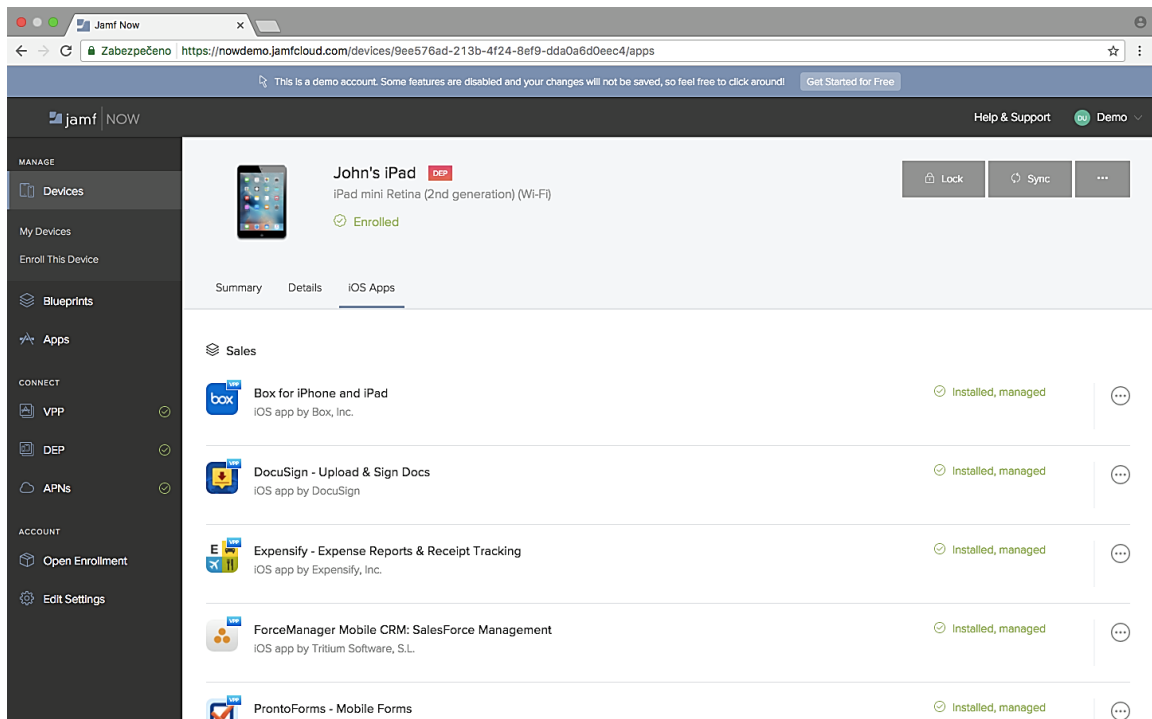 Jamf Now
Zabezpečeno https://nowdemo.jamfcloud.com/devices/9ee576ad-213b-4f24-8ef9-dda0a6d0eec4/apps
This is a demo account. Some features are disabled and your changes will not be saved, so feel free to click around! Get Started for Free
jamf NOW
Help & Support
DU Demo
MANAGE
Devices
My Devices
Enroll This Device
Blueprints
Apps
CONNECT
VPP
DEP
APNs
ACCOUNT
Open Enrollment
Edit Settings
John's iPad DEP
iPad mini Retina (2nd generation) (Wi-Fi)
Enrolled
Lock
Sync
Summary Details iOS Apps
Sales
VPP
box
Box for iPhone and iPad
iOS app by Box, Inc.
Installed, managed
VPP
DocuSign - Upload & Sign Docs
iOS app by DocuSign
Installed, managed
VPP
E
Expensify - Expense Reports & Receipt Tracking
iOS app by Expensify, Inc.
Installed, managed
VPP
ForceManager Mobile CRM: SalesForce Management
iOS app by Tritium Software, S.L.
Installed, managed
VPP
ProntoForms - Mobile Forms
Installed, managed